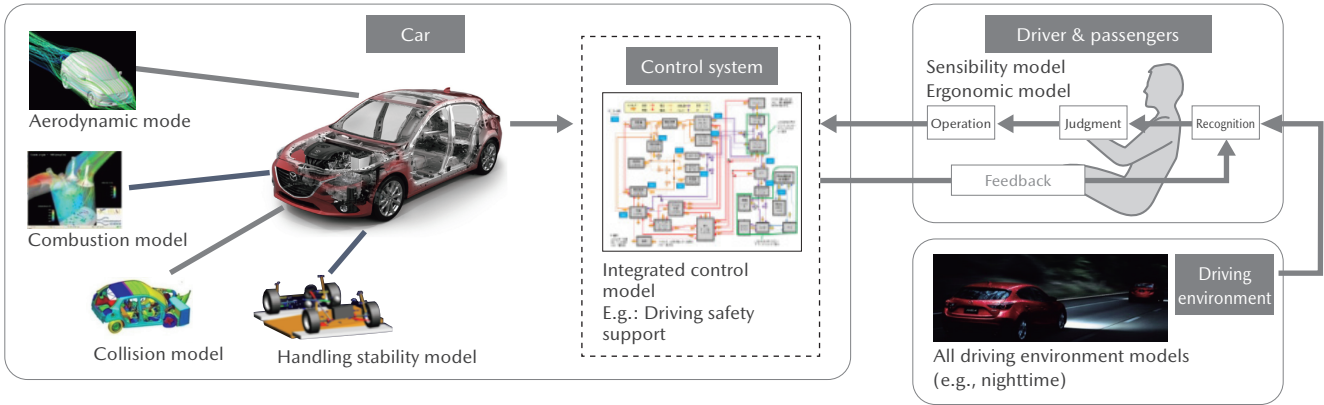 Car
Aerodynamic mode
Combustion model
Collision model
Handling stability model
Control system
Integrated control
model
E.g.: Driving safety
support
Driver & passengers
Sensibility model
Ergonomic model
Operation
Judgment
Recognition
Feedback
Driving
environment
All driving environment models
(e.g., nighttime)